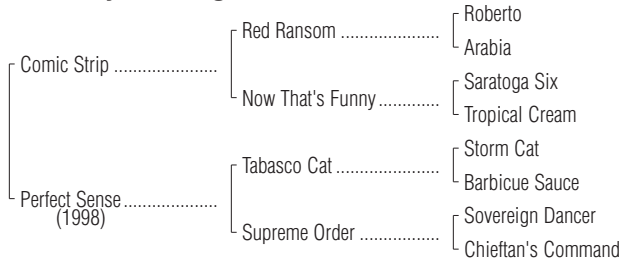 Roberto
Red Ransom ..................
Arabia
Comic Strip .....................
Saratoga Six
Now That's Funny.............
Tropical Cream
Storm Cat
Tabasco Cat .....................
Barbicue Sauce
Perfect Sense...................
(1998)
Sovereign Dancer
Supreme Order ................
Chieftan's Command